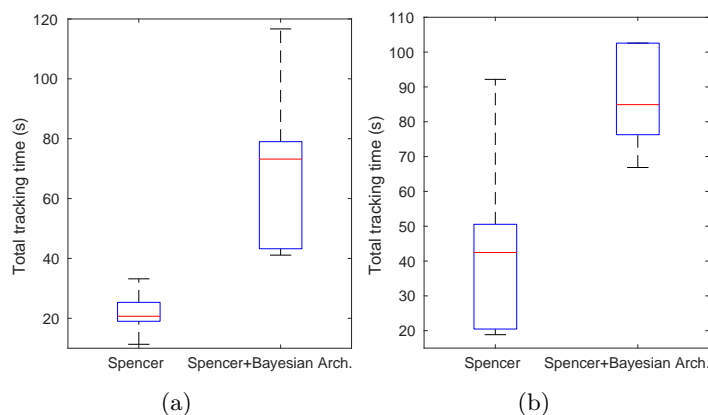 Total tracking time (s)
120
100
80
60
40
20
Spencer Spencer+Bayesian Arch.
(a)
Total tracking time (s)
110
100
90
80
70
60
50
40
30
20
Spencer Spencer+Bayesian Arch.
(b)